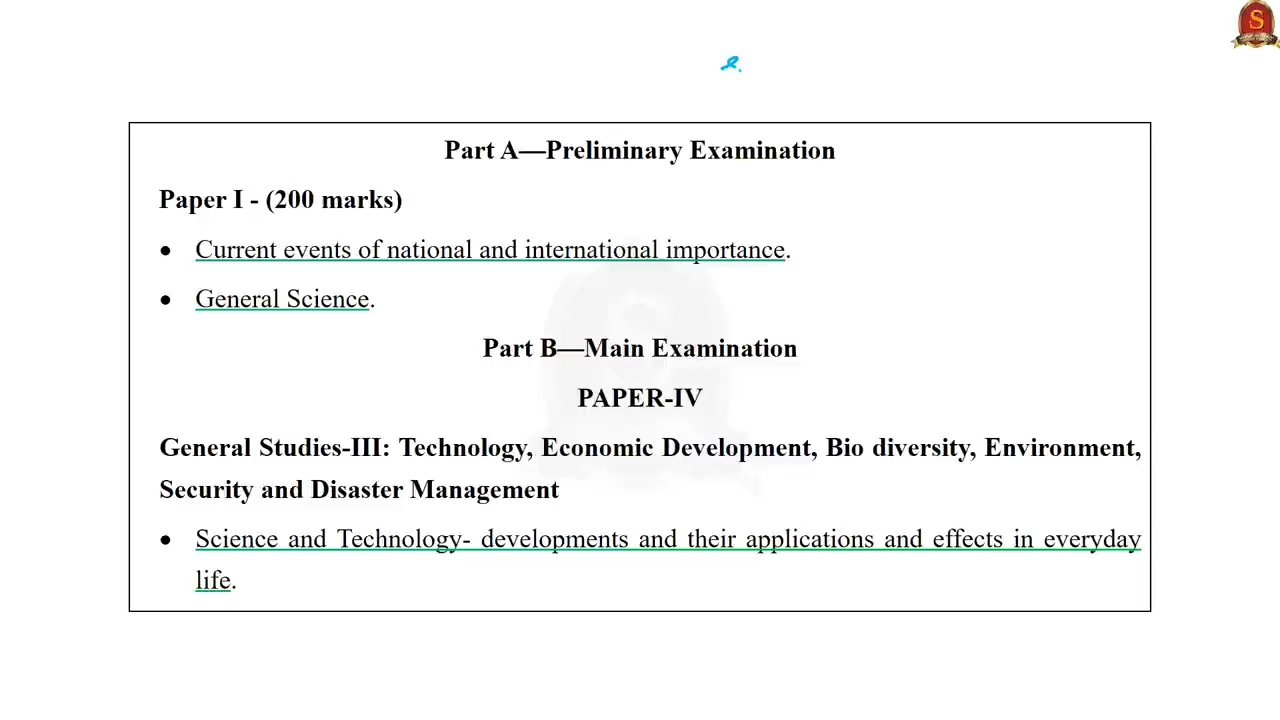 Part A—Preliminary Examination
Paper I - (200 marks)
• Current events of national and international importance.
• General Science.
Part B—Main Examination
PAPER-IV
General Studies-III: Technology, Economic Development, Bio diversity, Environment,
Security and Disaster Management
• Science and Technology- developments and their applications and effects in everyday
life.